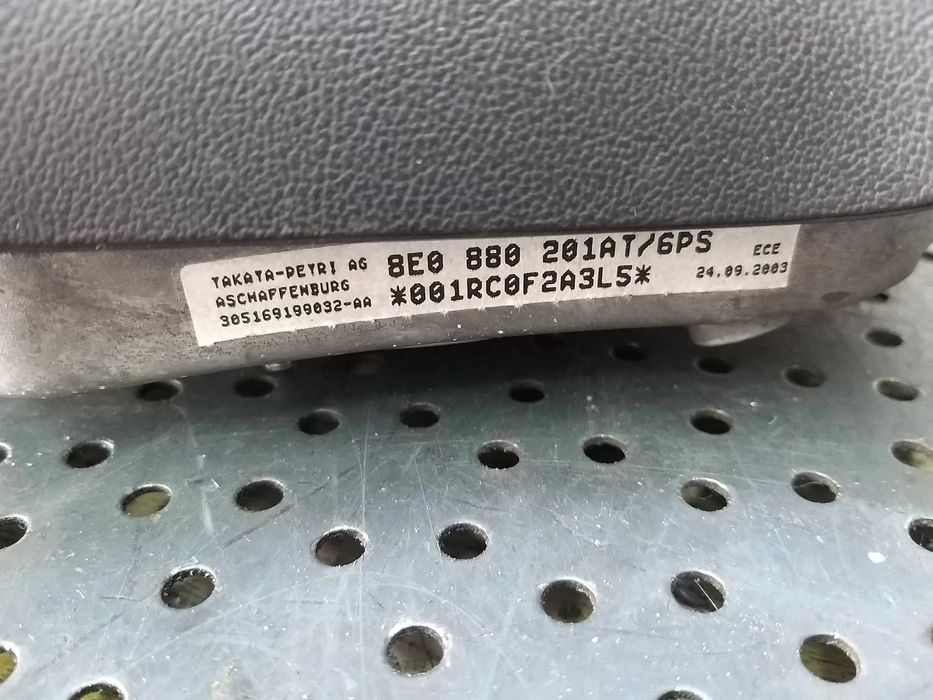 TAKATA-PETRI AG
ASCHAFFENBURG
305169199032-AA
8E0 880 201AT/6PS
*001RC0F2A3L5*
ECE
24.09.2003